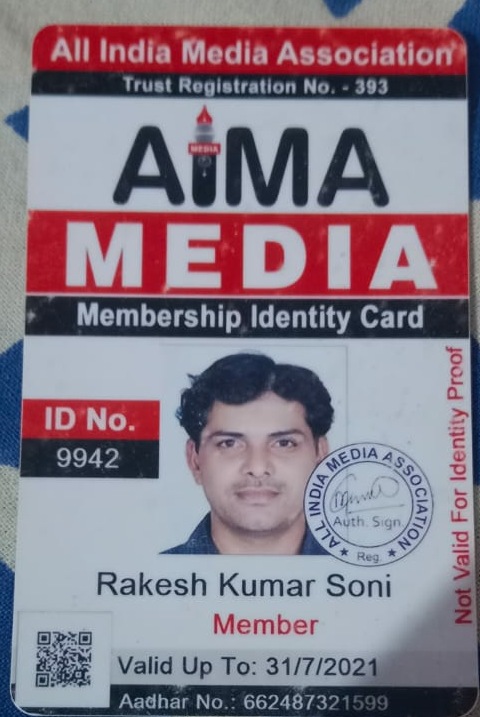 All India Media Association
Trust Registration No. - 393
AIMA
MEDIA
MEDIA
Membership Identity Card
ID No.
9942
ALL INDIA MEDIA ASSOCIATION
Auth. Sign.
Reg.
Not Valid For Identity Proof
Rakesh Kumar Soni
Member
Valid Up To: 31/7/2021
Aadhar No.: 662487321599